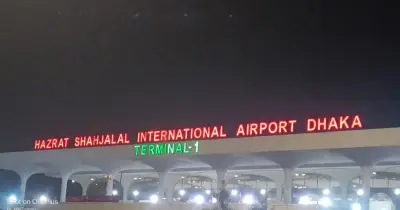 HAZRAT SHAHJALAL INTERNATIONAL AIRPORT DHAKA
TERMINAL-1